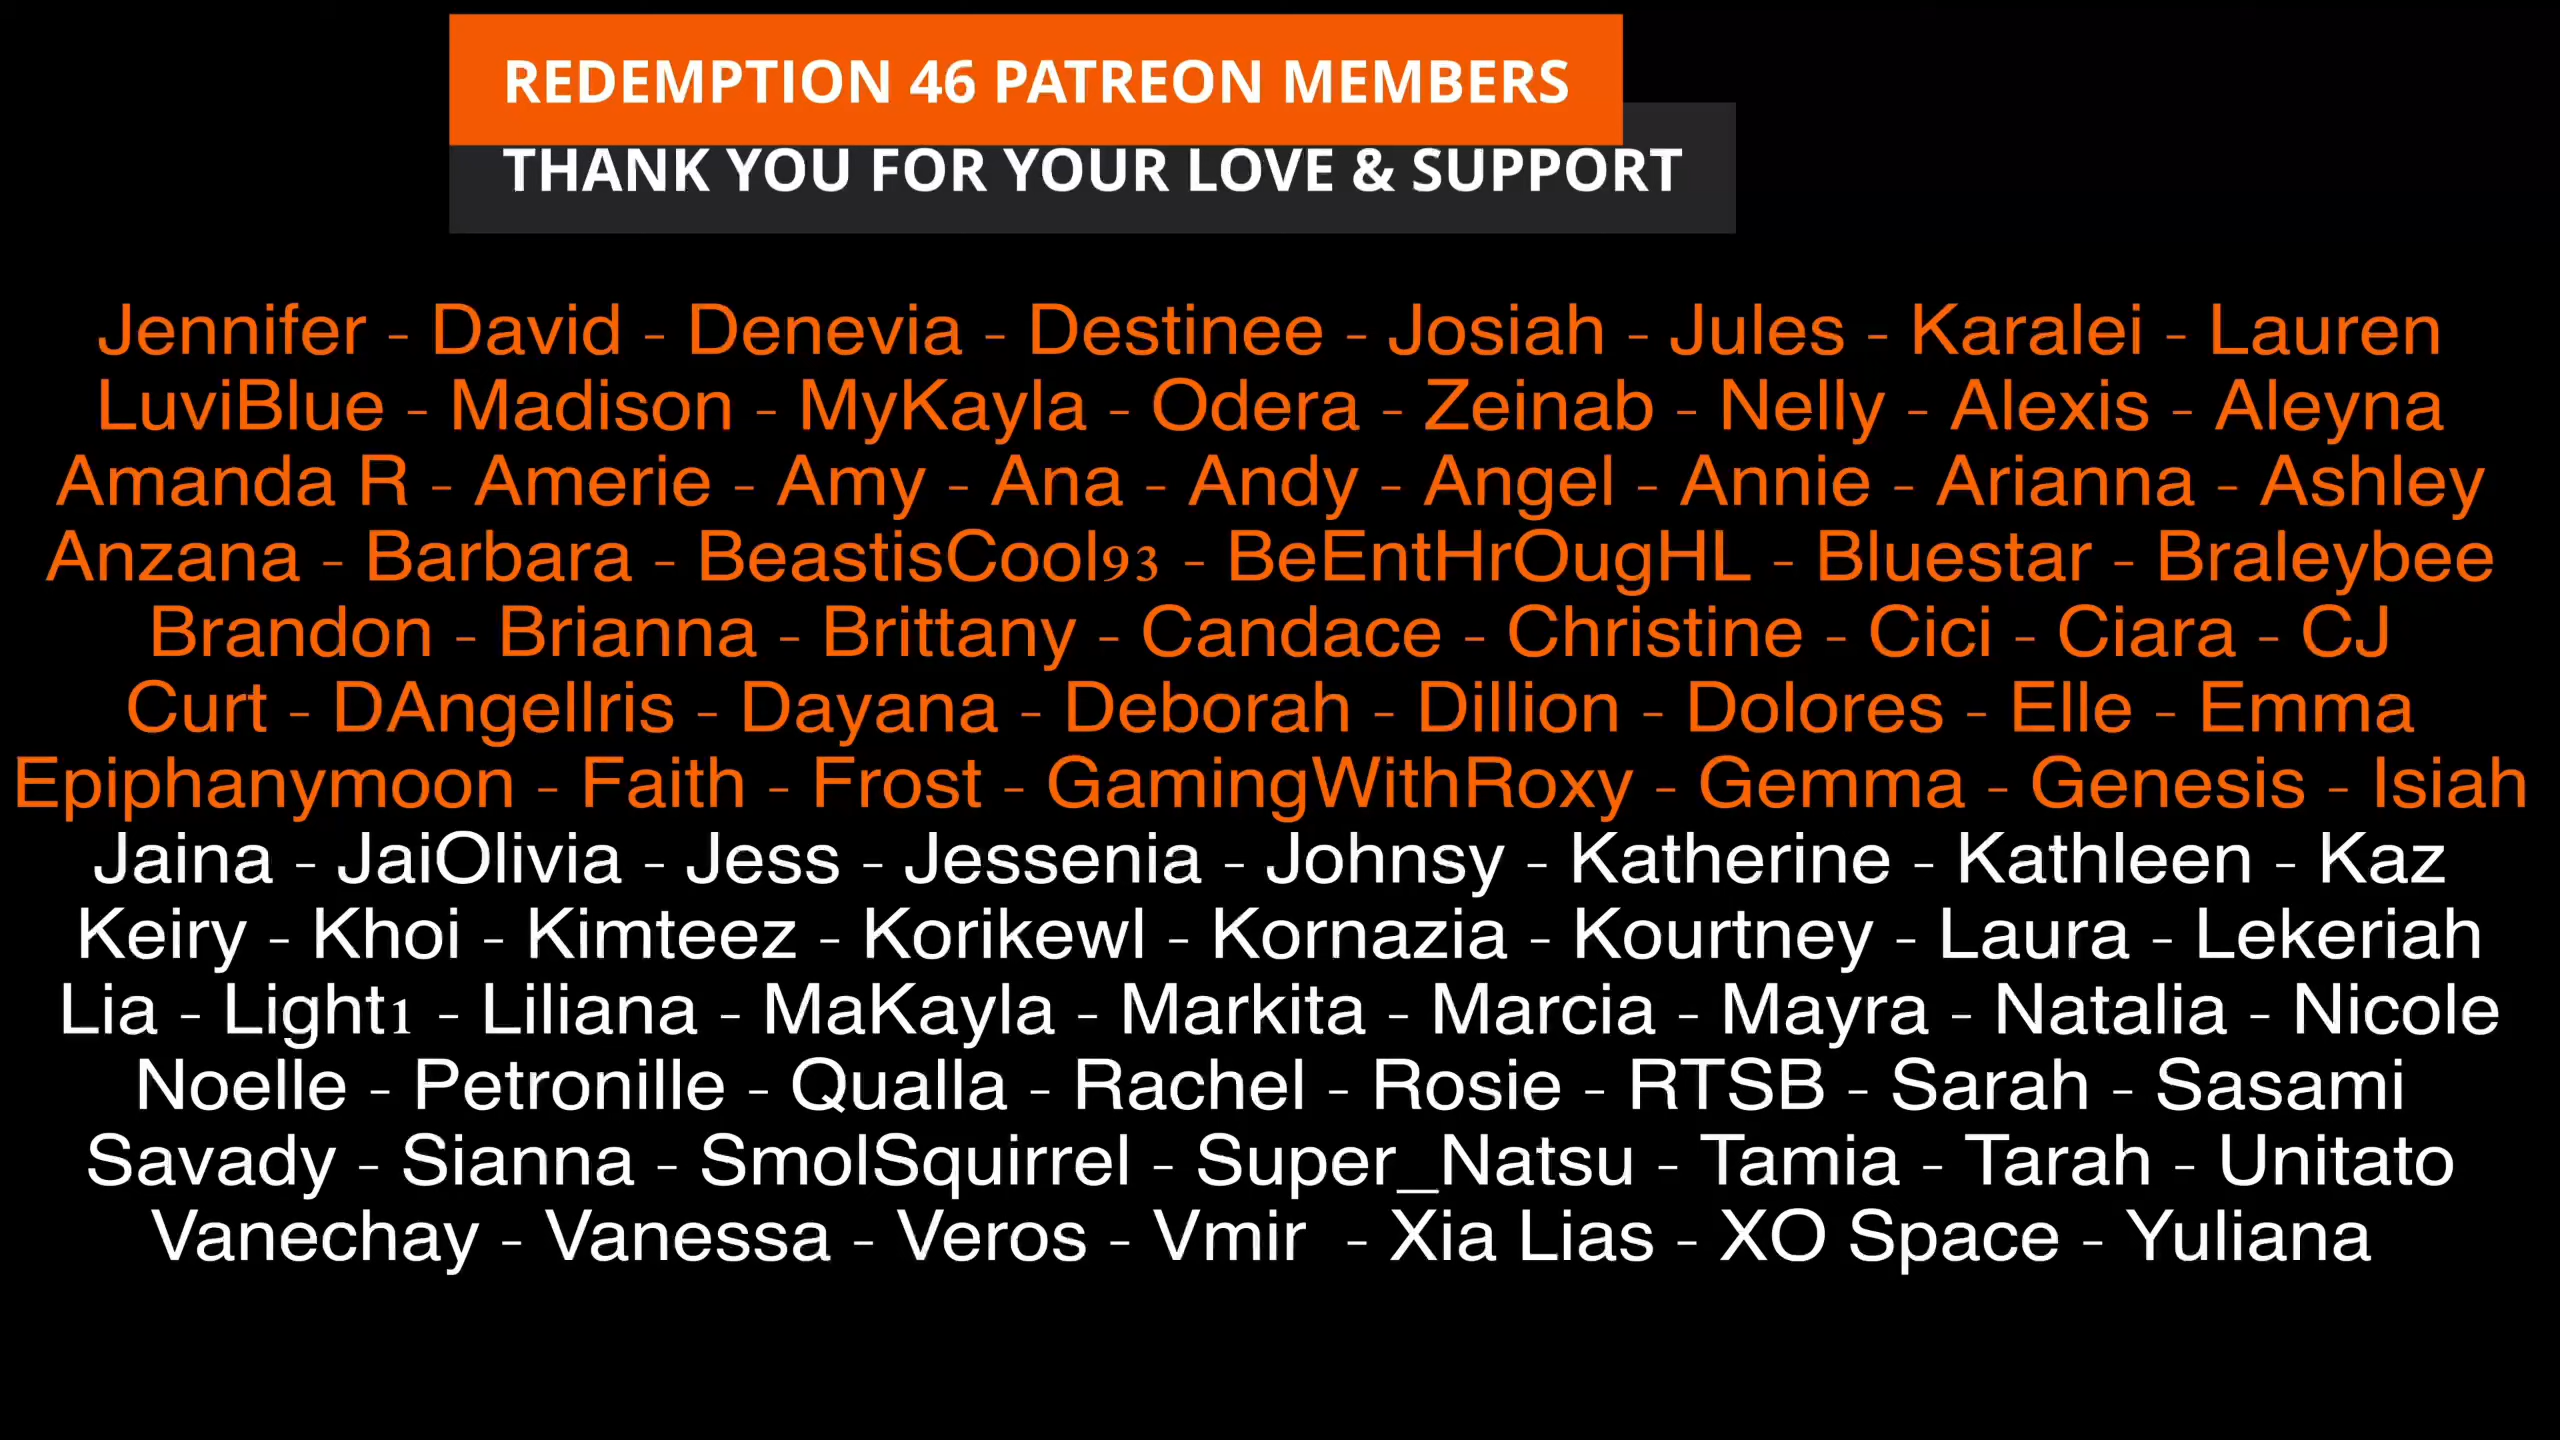 REDEMPTION 46 PATREON MEMBERS
THANK YOU FOR YOUR LOVE & SUPPORT
Jennifer - David - Denevia - Destinee - Josiah - Jules - Karalei - Lauren
LuviBlue - Madison - MyKayla - Odera - Zeinab - Nelly - Alexis - Aleyna
Amanda R - Amerie - Amy - Ana - Andy - Angel - Annie - Arianna - Ashley
Anzana - Barbara - BeastisCool93 - BeEntHrOugHL - Bluestar - Braleybee
Brandon - Brianna - Brittany - Candace - Christine - Cici - Ciara - CJ
Curt - DAngelIris - Dayana - Deborah - Dillion - Dolores - Elle - Emma
Epiphanymoon - Faith - Frost - GamingWithRoxy - Gemma - Genesis - Isiah
Jaina - JaiOlivia - Jess - Jessenia - Johnsy - Katherine - Kathleen - Kaz
Keiry - Khoi - Kimteez - Korikewl - Kornazia - Kourtney - Laura - Lekeriah
Lia - Light1 - Liliana - MaKayla - Markita - Marcia - Mayra - Natalia - Nicole
Noelle - Petronille - Qualla - Rachel - Rosie - RTSB - Sarah - Sasami
Savady - Sianna - SmolSquirrel - Super_Natsu - Tamia - Tarah - Unitato
Vanechay - Vanessa - Veros - Vmir - Xia Lias - XO Space - Yuliana